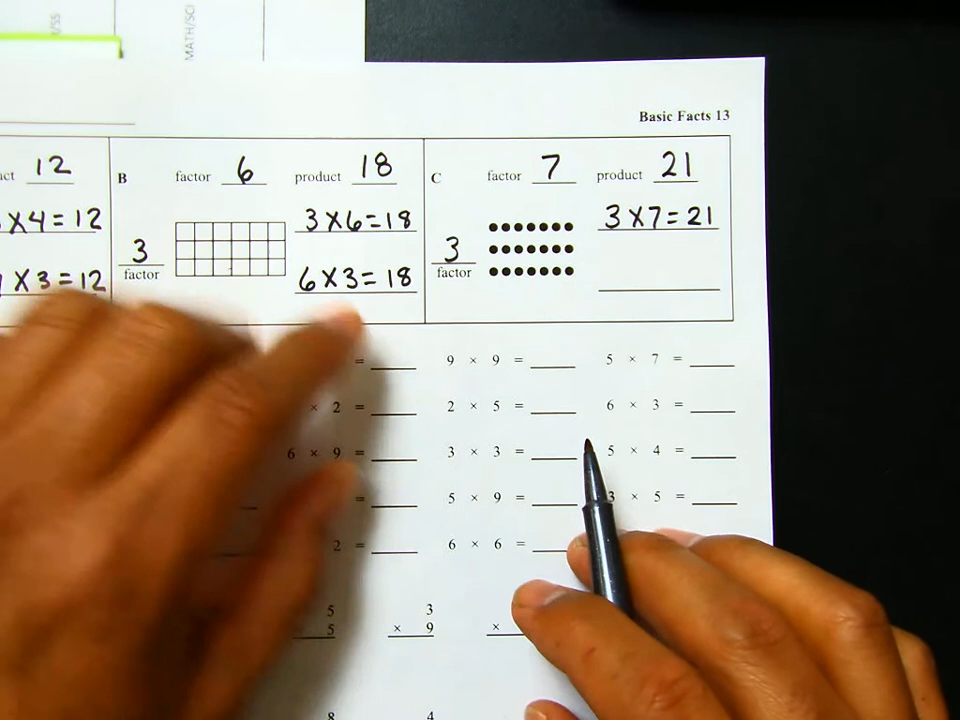 /SS
MATH/SCI
Basic Facts 13
12
B factor 6 product 18
C factor 7 product 21
X4=12
3X6=18
3X7=21
3
factor
3
factor
X3=12
6X3=18
=
9 × 9 =
5 × 7 =
× 2 =
2 × 5 =
6 × 3 =
6 × 9 =
3 × 3 =
5 × 4 =
=
5 × 9 =
3 × 5 =
2 =
6 × 6 =
5
5
3
× 9
×
8
4